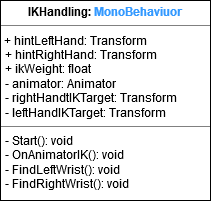 IKHandling: MonoBehaviuor
+ hintLeftHand: Transform
+ hintRightHand: Transform
+ ikWeight: float
- animator: Animator
- rightHandtIKTarget: Transform
- leftHandIKTarget: Transform
- Start(): void
- OnAnimatorIK(): void
- FindLeftWrist(): void
- FindRightWrist(): void